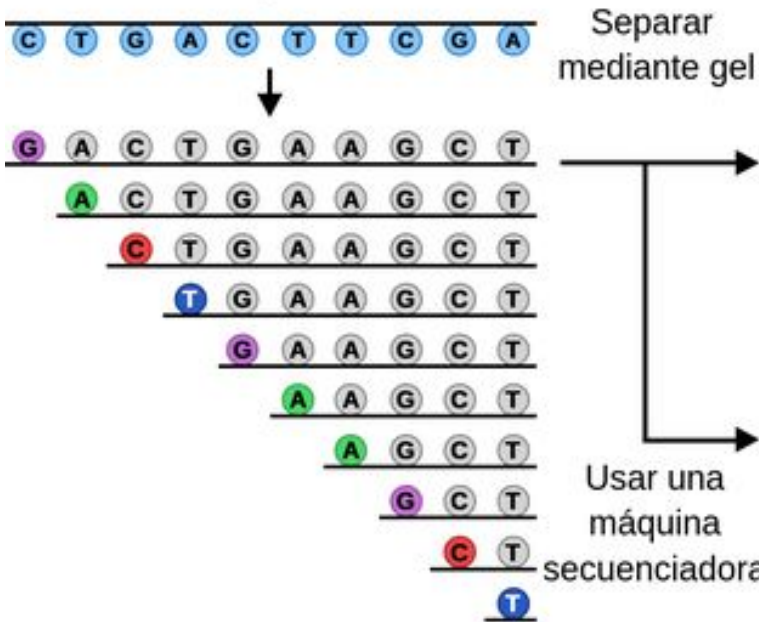 C T G A C T T C G A
Separar
mediante gel
G A C T G A A G C T
A C T G A A G C T
C T G A A G C T
T G A A G C T
G A A G C T
A A G C T
A G C T
G C T
C T
T
Usar una
máquina
secuenciadora